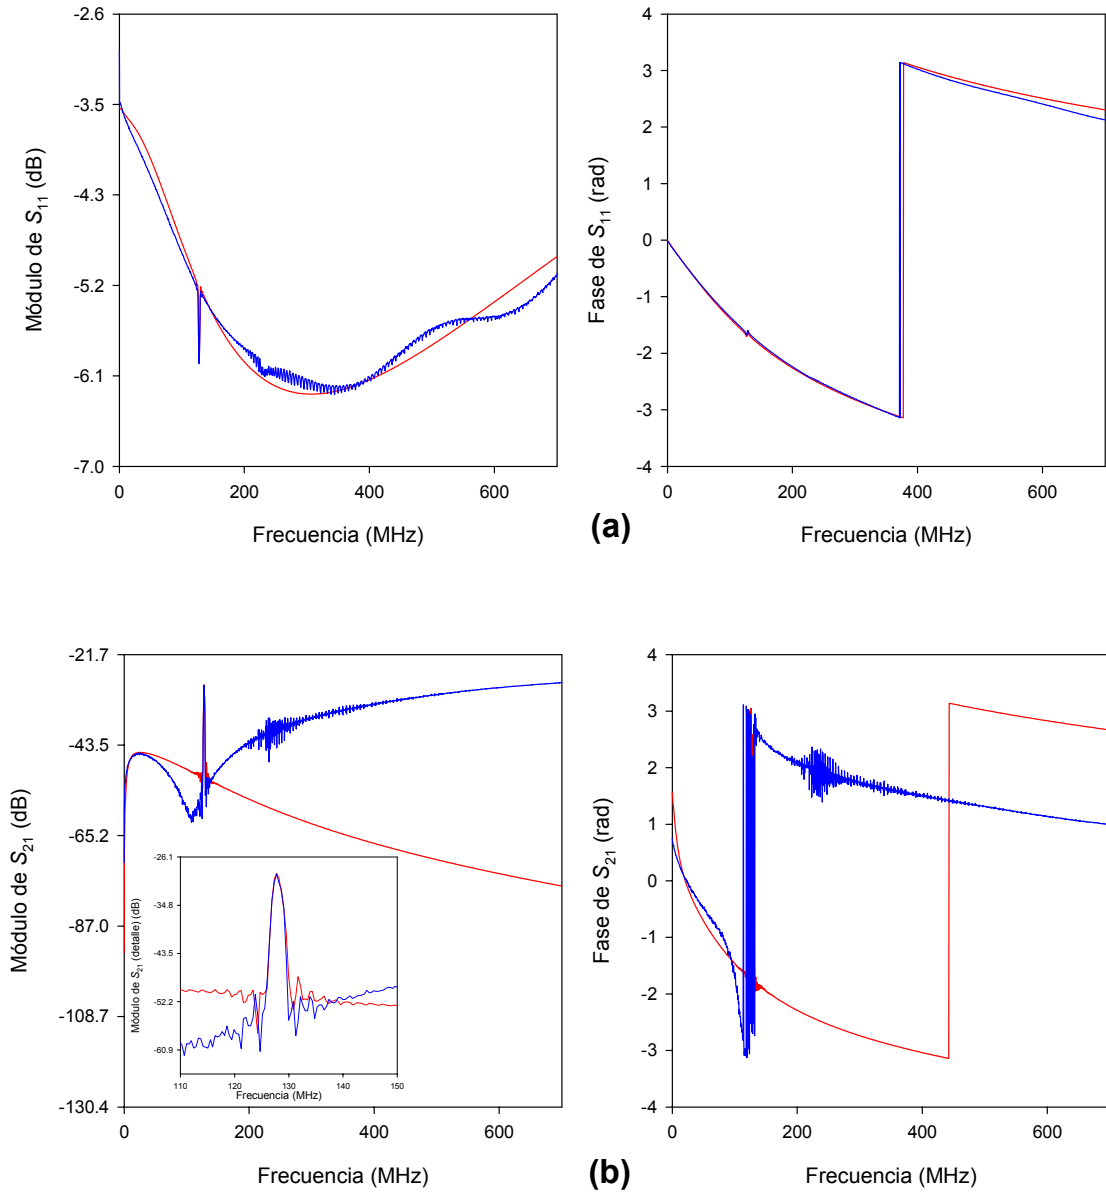 -2.6
-3.5
-4.3
-5.2
-6.1
-7.0
Módulo de S11 (dB)
0 200 400 600
Frecuencia (MHz)
4
3
2
1
0
-1
-2
-3
-4
Fase de S11 (rad)
0 200 400 600
Frecuencia (MHz)
(a)
-21.7
-43.5
-65.2
-87.0
-108.7
-130.4
Módulo de S21 (dB)
-26.1
-34.8
-43.5
-52.2
-60.9
Módulo de S21 (detalle) (dB)
110 120 130 140 150
Frecuencia (MHz)
0 200 400 600
Frecuencia (MHz)
4
3
2
1
0
-1
-2
-3
-4
Fase de S21 (rad)
0 200 400 600
Frecuencia (MHz)
(b)